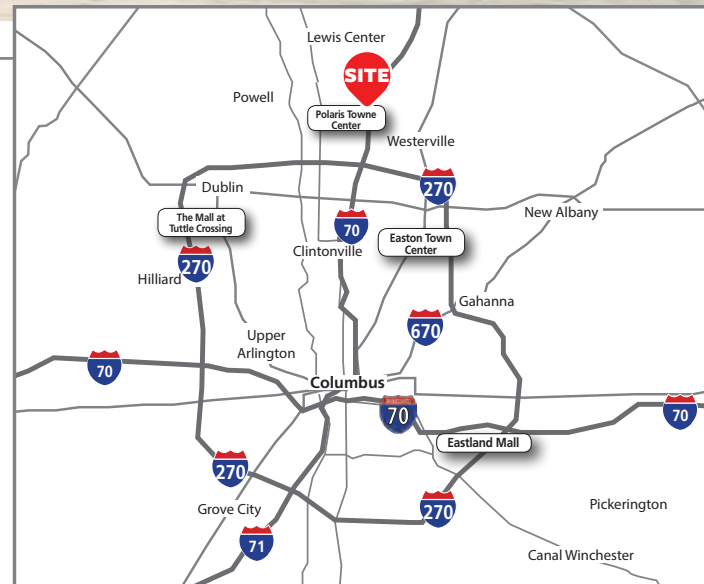 Lewis Center
SITE
Powell
Polaris Towne
Center
Westerville
270
Dublin
New Albany
The Mall at
Tuttle Crossing
70
Easton Town
Center
Clintonville
270
Hilliard
Gahanna
670
Upper
Arlington
70
Columbus
70
70
Eastland Mall
270
Grove City
270
Pickerington
71
Canal Winchester